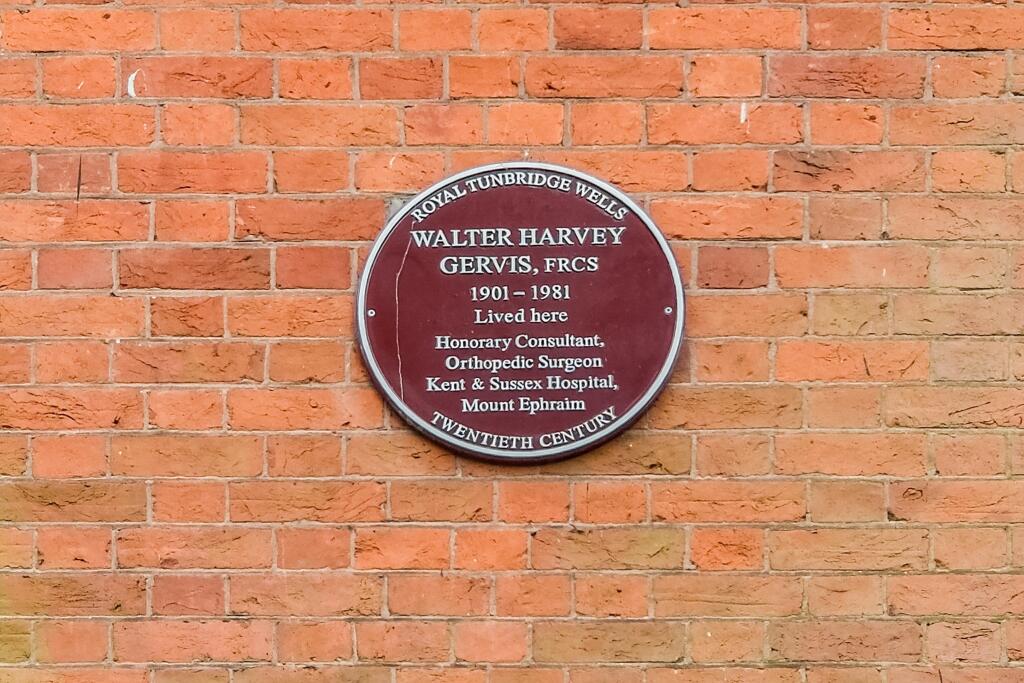 ROYAL TUNBRIDGE WELLS
WALTER HARVEY
GERVIS, FRCS
1901 – 1981
Lived here
Honorary Consultant,
Orthopedic Surgeon
Kent & Sussex Hospital,
Mount Ephraim
TWENTIETH CENTURY